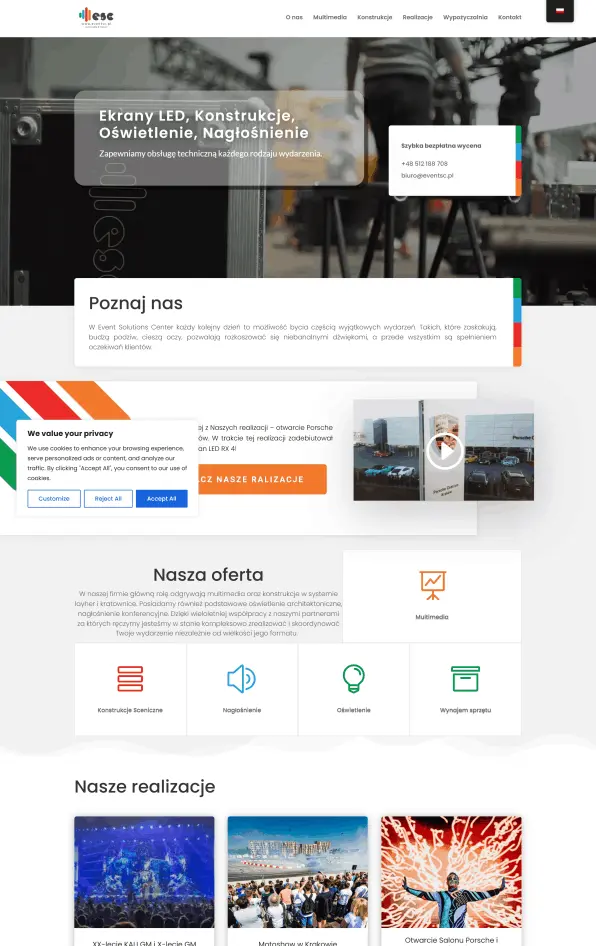 esc
O nas
Multimedia
Konstrukcje
Realizacje
Wypożyczalnia
Kontakt
Ekrany LED, Konstrukcje,
Oświetlenie, Nagłośnienie
Zapewniamy obsługę techniczną każdego rodzaju wydarzenia.
Szybka bezpłatna wycena
+48 512 188 708
biuro@eventsc.pl
Poznaj nas
W Event Solutions Center każdy kolejny dzień to możliwość bycia częścią wyjątkowych wydarzeń. Takich, które zaskakują,
budzą podziw, cieszą oczy, pozwalają rozkoszować się niebanalnymi dźwiękami, a przede wszystkim są spełnieniem
oczekiwań klientów.
ej z Naszych realizacji – otwarcie Porsche
ów. W trakcie tej realizacji zadebiutował
an LED RX 4!
CZ NASZE RALIZACJE
We value your privacy
We use cookies to enhance your browsing experience,
serve personalized ads or content, and analyze our
traffic. By clicking "Accept All", you consent to our use of
cookies.
Customize
Reject All
Accept All
Nasza oferta
W naszej firmie główną rolę odgrywają multimedia oraz konstrukcje w systemie
layher i kratownice. Posiadamy również podstawowe oświetlenie architektoniczne,
nagłośnienie konferencyjne. Dzięki wieloletniej współpracy z naszymi partnerami
za których ręczymy jesteśmy w stanie kompleksowo zrealizować i skoordynować
Twoje wydarzenie niezależnie od wielkości jego formatu.
Multimedia
Konstrukcje Sceniczne
Nagłośnienie
Oświetlenie
Wynajem sprzętu
Nasze realizacje
XX-lecie KALI GM i X-lecie GM
Motoshow w Krakowie
Otwarcie Salonu Porsche i